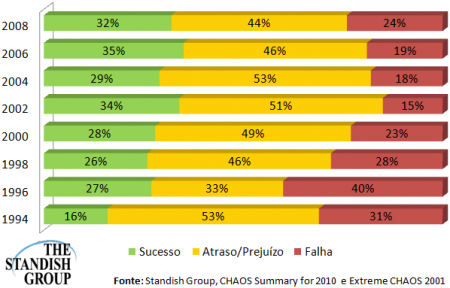 2008 32% 44% 24%
2006 35% 46% 19%
2004 29% 53% 18%
2002 34% 51% 15%
2000 28% 49% 23%
1998 26% 46% 28%
1996 27% 33% 40%
1994 16% 53% 31%
Sucesso Atraso/Prejuízo Falha
THE
STANDISH
GROUP
Fonte: Standish Group, CHAOS Summary for 2010 e Extreme CHAOS 2001